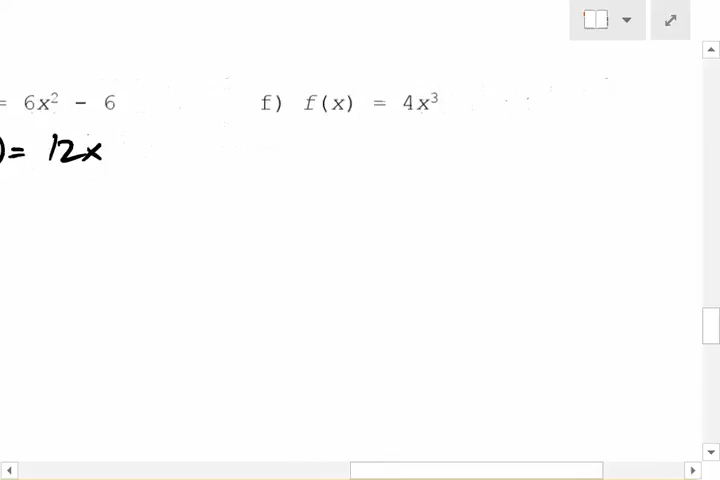 = 6x² - 6
f) f(x) = 4x³
)= 12x